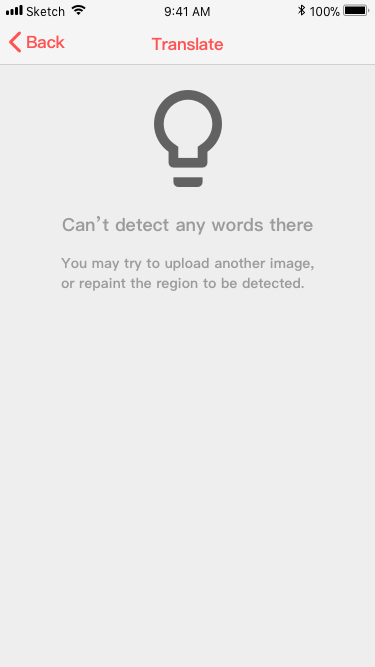 Sketch 9:41 AM 100%
Back Translate
Can't detect any words there
You may try to upload another image,
or repaint the region to be detected.